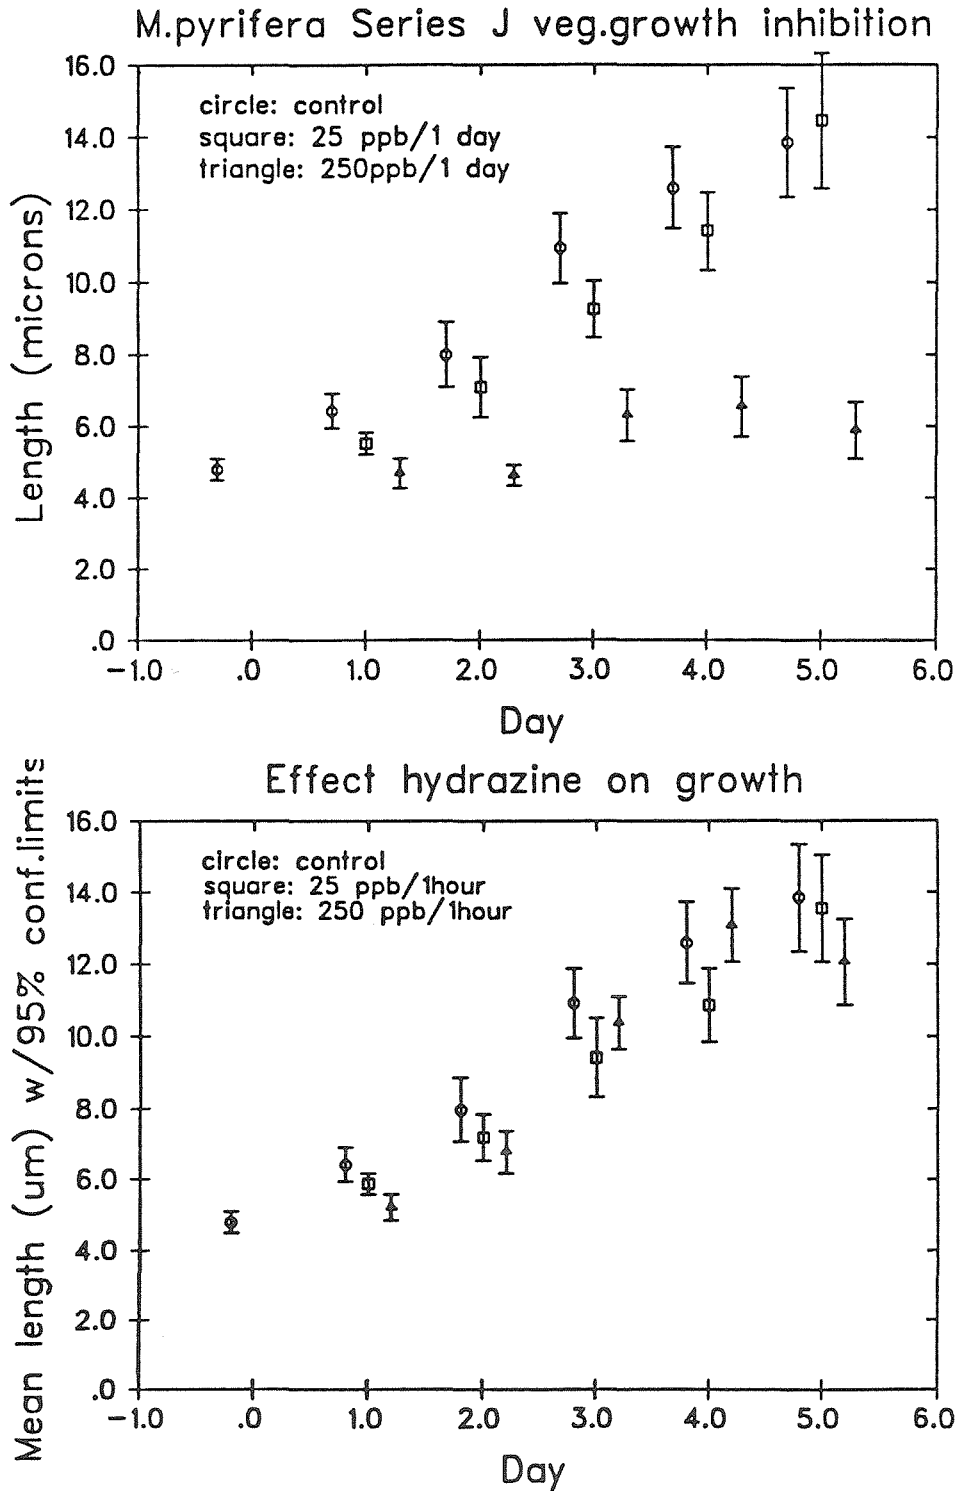 M.pyrifera Series J veg.growth inhibition
16.0
circle: control
square: 25 ppb/1 day
triangle: 250ppb/1 day
14.0
12.0
10.0
8.0
6.0
4.0
2.0
.0
Length (microns)
-1.0 .0 1.0 2.0 3.0 4.0 5.0 6.0
Day
Effect hydrazine on growth
16.0
circle: control
square: 25 ppb/1hour
triangle: 250 ppb/1hour
14.0
12.0
10.0
8.0
6.0
4.0
2.0
.0
Mean length (um) w/95% conf.limits
-1.0 .0 1.0 2.0 3.0 4.0 5.0 6.0
Day